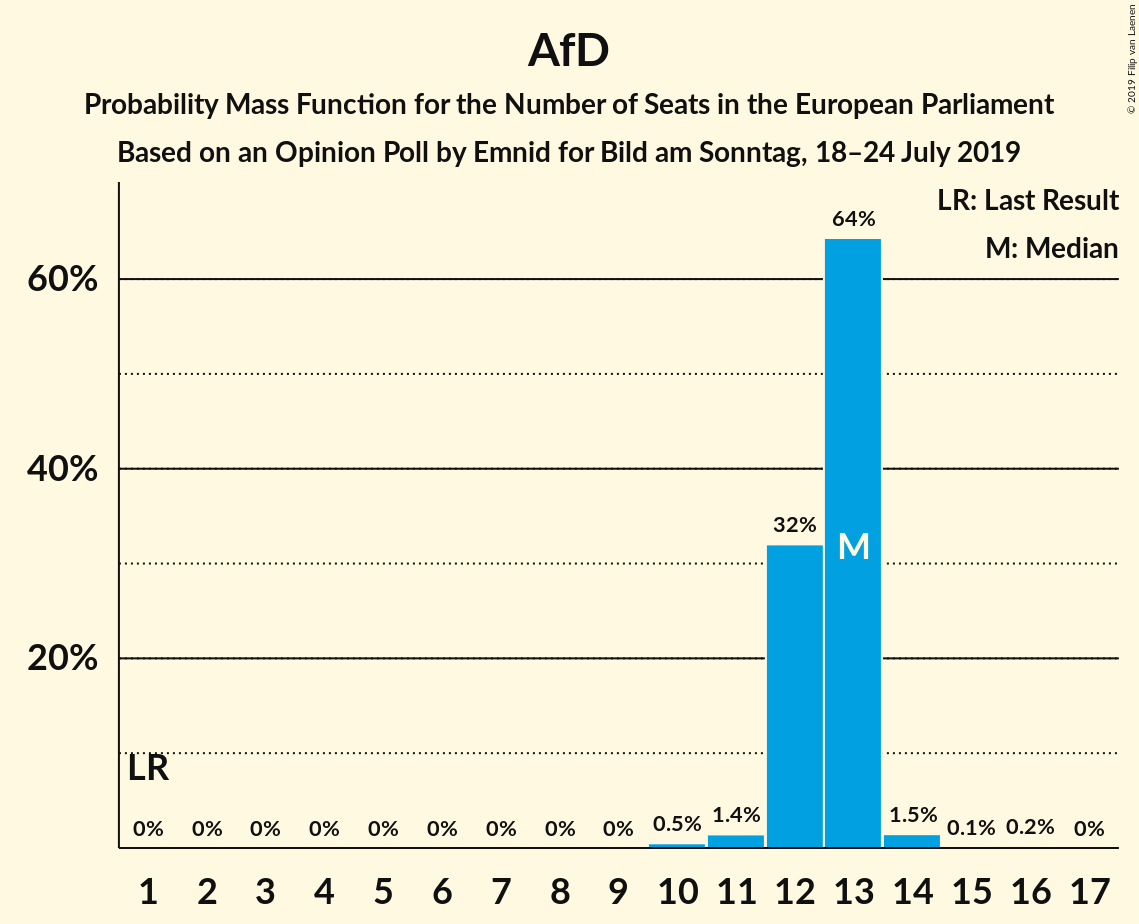 AfD
Probability Mass Function for the Number of Seats in the European Parliament
Based on an Opinion Poll by Emnid for Bild am Sonntag, 18–24 July 2019
© 2019 Filip van Laenen
LR: Last Result
M: Median
60%
40%
20%
64%
32%
M
LR
0% 0% 0% 0% 0% 0% 0% 0% 0% 0.5% 1.4% 1.5% 0.1% 0.2% 0%
1 2 3 4 5 6 7 8 9 10 11 12 13 14 15 16 17